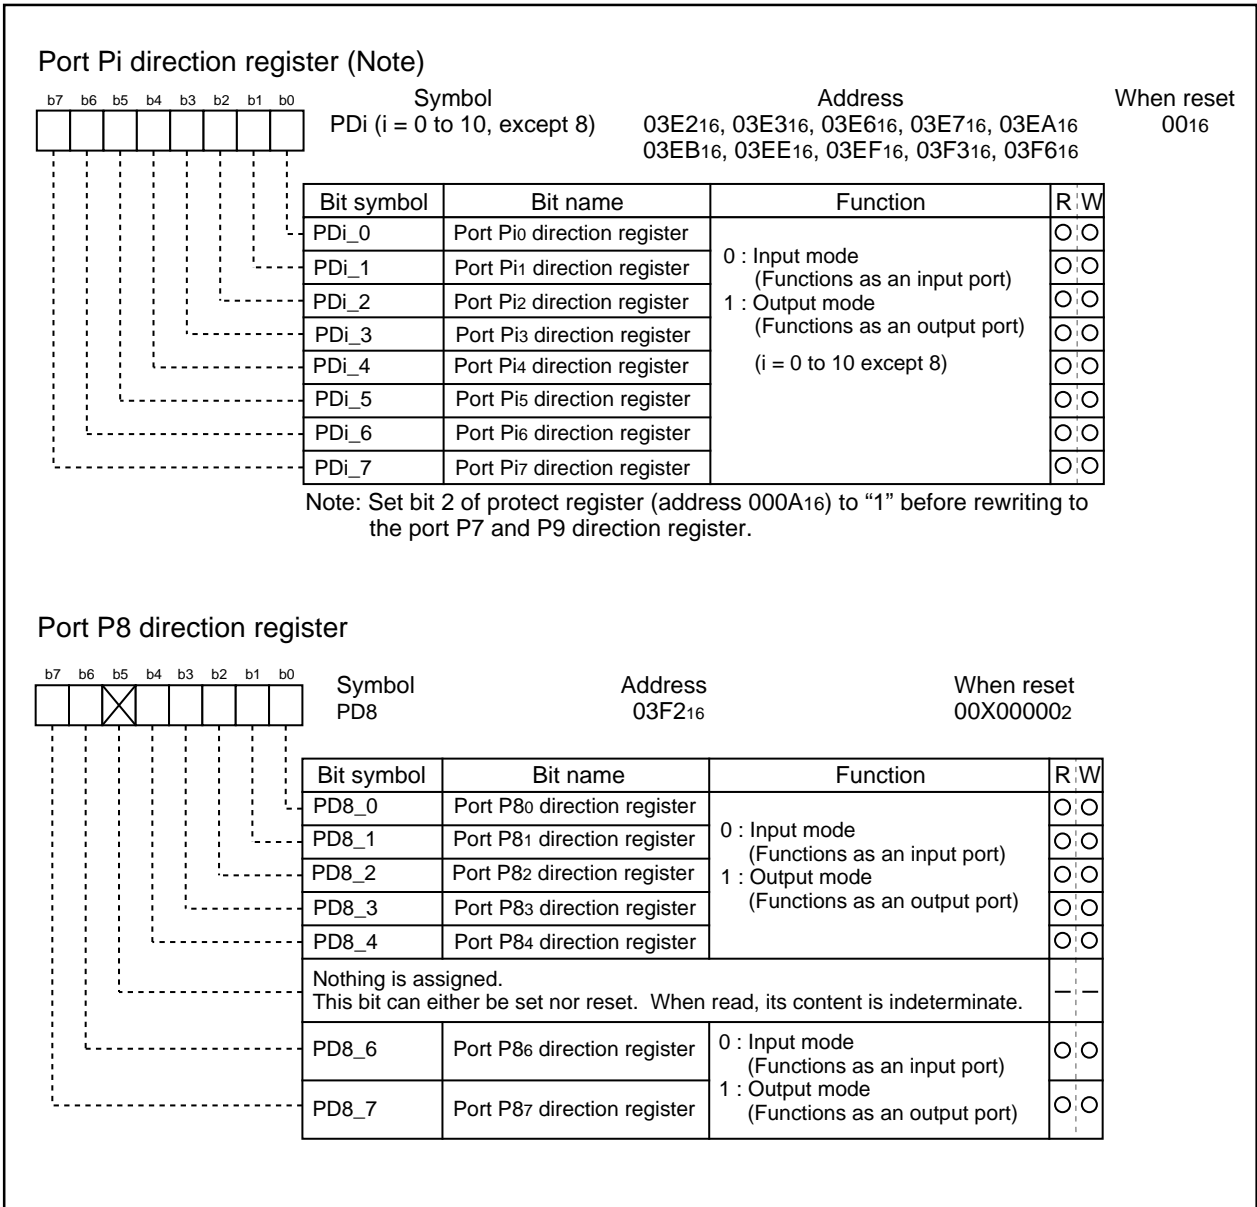 Port Pi direction register (Note)
b7 b6 b5 b4 b3 b2 b1 b0
Symbol Address When reset
PDi (i = 0 to 10, except 8) 03E216, 03E316, 03E616, 03E716, 03EA16 0016
03EB16, 03EE16, 03EF16, 03F316, 03F616
Bit symbol Bit name Function R W
PDi_0 Port Pi0 direction register
PDi_1 Port Pi1 direction register
PDi_2 Port Pi2 direction register
PDi_3 Port Pi3 direction register
PDi_4 Port Pi4 direction register
PDi_5 Port Pi5 direction register
PDi_6 Port Pi6 direction register
PDi_7 Port Pi7 direction register
0 : Input mode
(Functions as an input port)
1 : Output mode
(Functions as an output port)
(i = 0 to 10 except 8)
Note: Set bit 2 of protect register (address 000A16) to “1” before rewriting to
the port P7 and P9 direction register.
Port P8 direction register
b7 b6 b5 b4 b3 b2 b1 b0
Symbol Address When reset
PD8 03F216 00X000002
Bit symbol Bit name Function R W
PD8_0 Port P80 direction register
PD8_1 Port P81 direction register
PD8_2 Port P82 direction register
PD8_3 Port P83 direction register
PD8_4 Port P84 direction register
0 : Input mode
(Functions as an input port)
1 : Output mode
(Functions as an output port)
Nothing is assigned.
This bit can either be set nor reset. When read, its content is indeterminate.
PD8_6 Port P86 direction register
PD8_7 Port P87 direction register
0 : Input mode
(Functions as an input port)
1 : Output mode
(Functions as an output port)